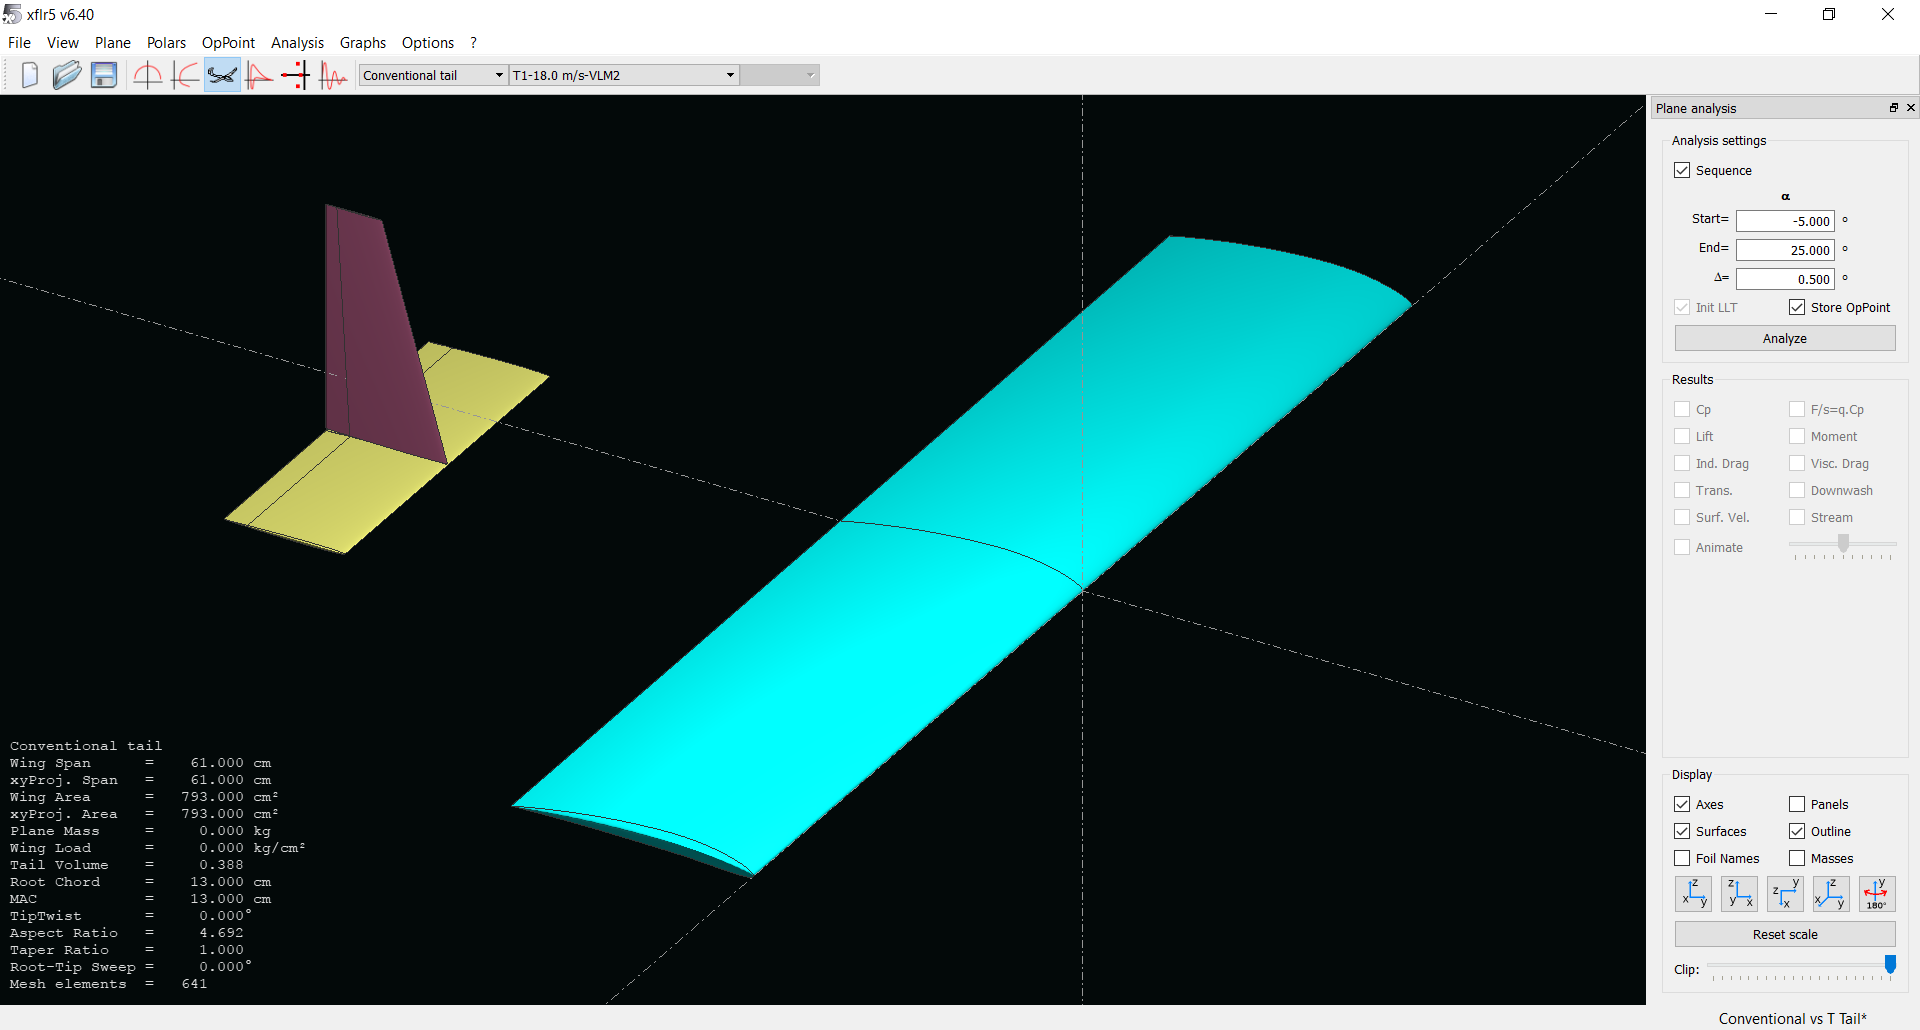 xflr5 v6.40
File View Plane Polars OpPoint Analysis Graphs Options ?
Conventional tail T1-18.0 m/s-VLM2
Plane analysis
Analysis settings
Sequence
α
Start= -5.000 °
End= 25.000 °
Δ= 0.500 °
Init LLT Store OpPoint
Analyze
Results
Cp F/s=q.Cp
Lift Moment
Ind. Drag Visc. Drag
Trans. Downwash
Surf. Vel. Stream
Animate
Conventional tail
Wing Span = 61.000 cm
xyProj. Span = 61.000 cm
Wing Area = 793.000 cm²
xyProj. Area = 793.000 cm²
Plane Mass = 0.000 kg
Wing Load = 0.000 kg/cm²
Tail Volume = 0.388
Root Chord = 13.000 cm
MAC = 13.000 cm
TipTwist = 0.000°
Aspect Ratio = 4.692
Taper Ratio = 1.000
Root-Tip Sweep = 0.000°
Mesh elements = 641
Display
Axes Panels
Surfaces Outline
Foil Names Masses
z x y z y x z y x z x y y 180°
Reset scale
Clip:
Conventional vs T Tail*